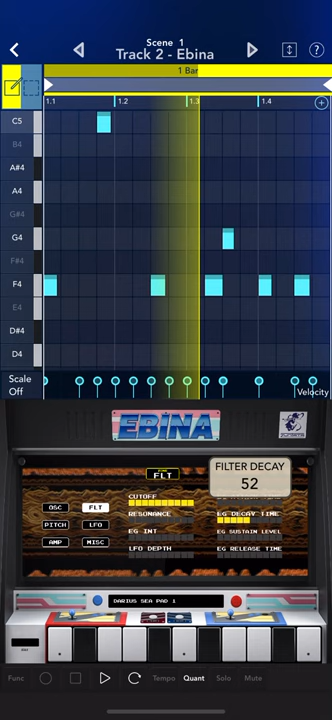 Scene 1
Track 2 - Ebina
1 Bar
1.1
1.2
1.3
1.4
C5
B4
A#4
A4
G#4
G4
F#4
F4
E4
D#4
D4
Scale
Off
Velocity
EBINA
FLT
FILTER DECAY
52
OSC
FLT
PITCH
LFO
AMP
MISC
CUTOFF
RESONANCE
EG INT
LFO DEPTH
EG DECAY TIME
EG SUSTAIN LEVEL
EG RELEASE TIME
DARIUS SEA PAD 1
Func
Tempo
Quant
Solo
Mute